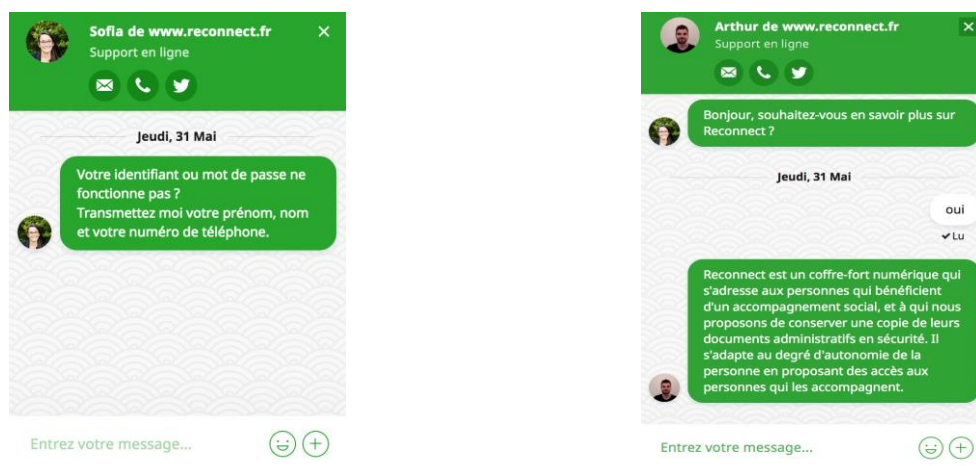 Sofia de www.reconnect.fr
Support en ligne
Jeudi, 31 Mai
Votre identifiant ou mot de passe ne
fonctionne pas ?
Transmettez moi votre prénom, nom
et votre numéro de téléphone.
Entrez votre message...
Arthur de www.reconnect.fr
Support en ligne
Bonjour, souhaitez-vous en savoir plus sur
Reconnect ?
Jeudi, 31 Mai
oui
✓Lu
Reconnect est un coffre-fort numérique qui
s'adresse aux personnes qui bénéficient
d'un accompagnement social, et à qui nous
proposons de conserver une copie de leurs
documents administratifs en sécurité. Il
s'adapte au degré d'autonomie de la
personne en proposant des accès aux
personnes qui les accompagnent.
Entrez votre message...